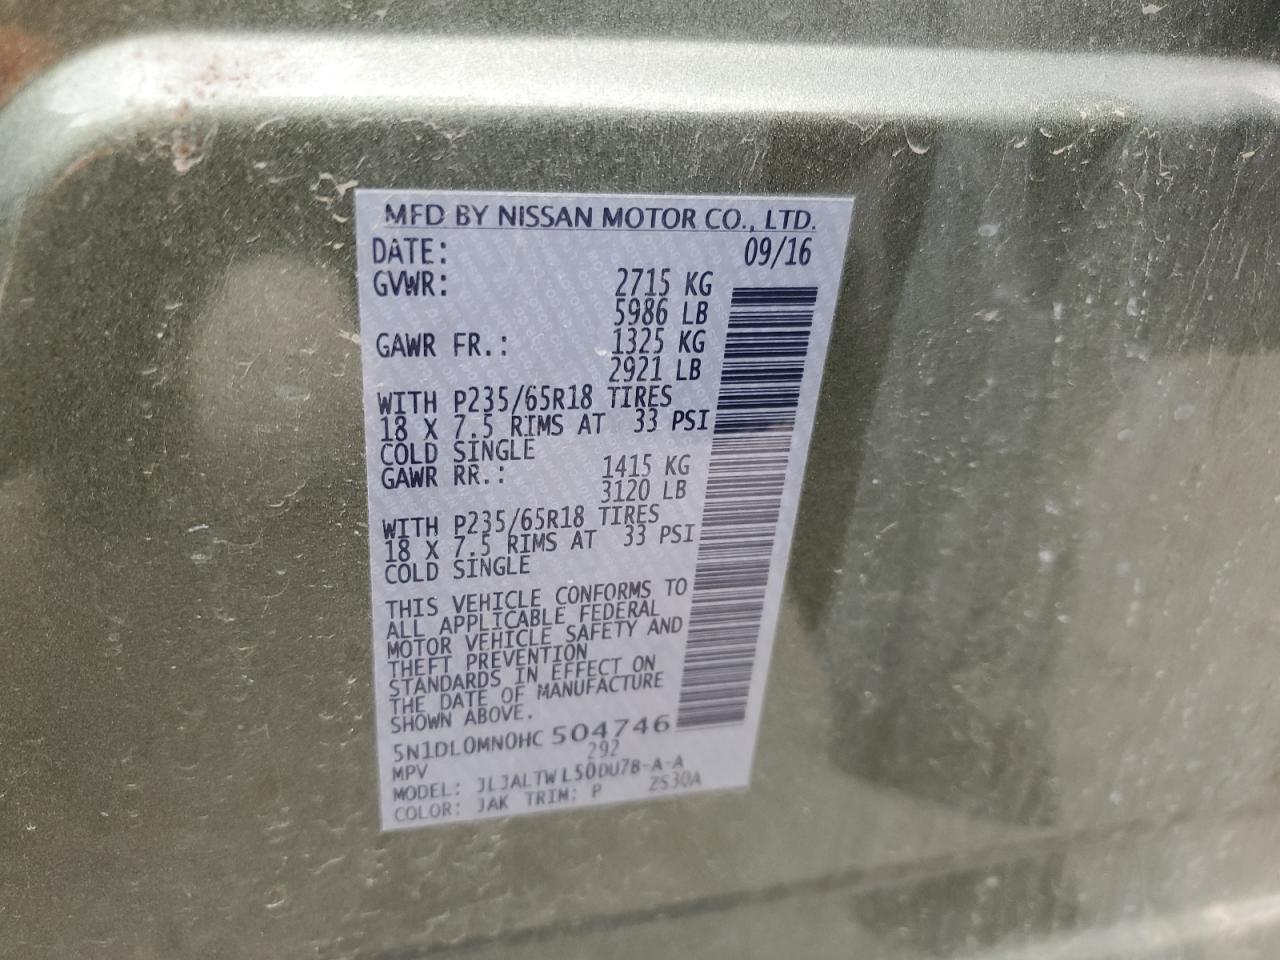 MFD BY NISSAN MOTOR CO., LTD.
DATE: 09/16
GVWR: 2715 KG
5986 LB
GAWR FR.: 1325 KG
2921 LB
WITH P235/65R18 TIRES
18 X 7.5 RIMS AT 33 PSI
COLD SINGLE
GAWR RR.: 1415 KG
3120 LB
WITH P235/65R18 TIRES
18 X 7.5 RIMS AT 33 PSI
COLD SINGLE
THIS VEHICLE CONFORMS TO
ALL APPLICABLE FEDERAL
MOTOR VEHICLE SAFETY AND
THEFT PREVENTION
STANDARDS IN EFFECT ON
THE DATE OF MANUFACTURE
SHOWN ABOVE.
5N1DL0MN0HC 504746
MPV 292
MODEL: JLJALTWL50DU7B-A-A
COLOR: JAK TRIM: P 2S30A